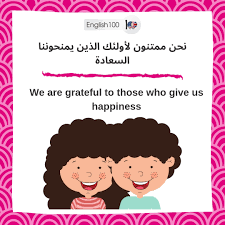 English100
نحن ممتنون لأولئك الذين يمنحوننا
السعادة
We are grateful to those who give us
happiness